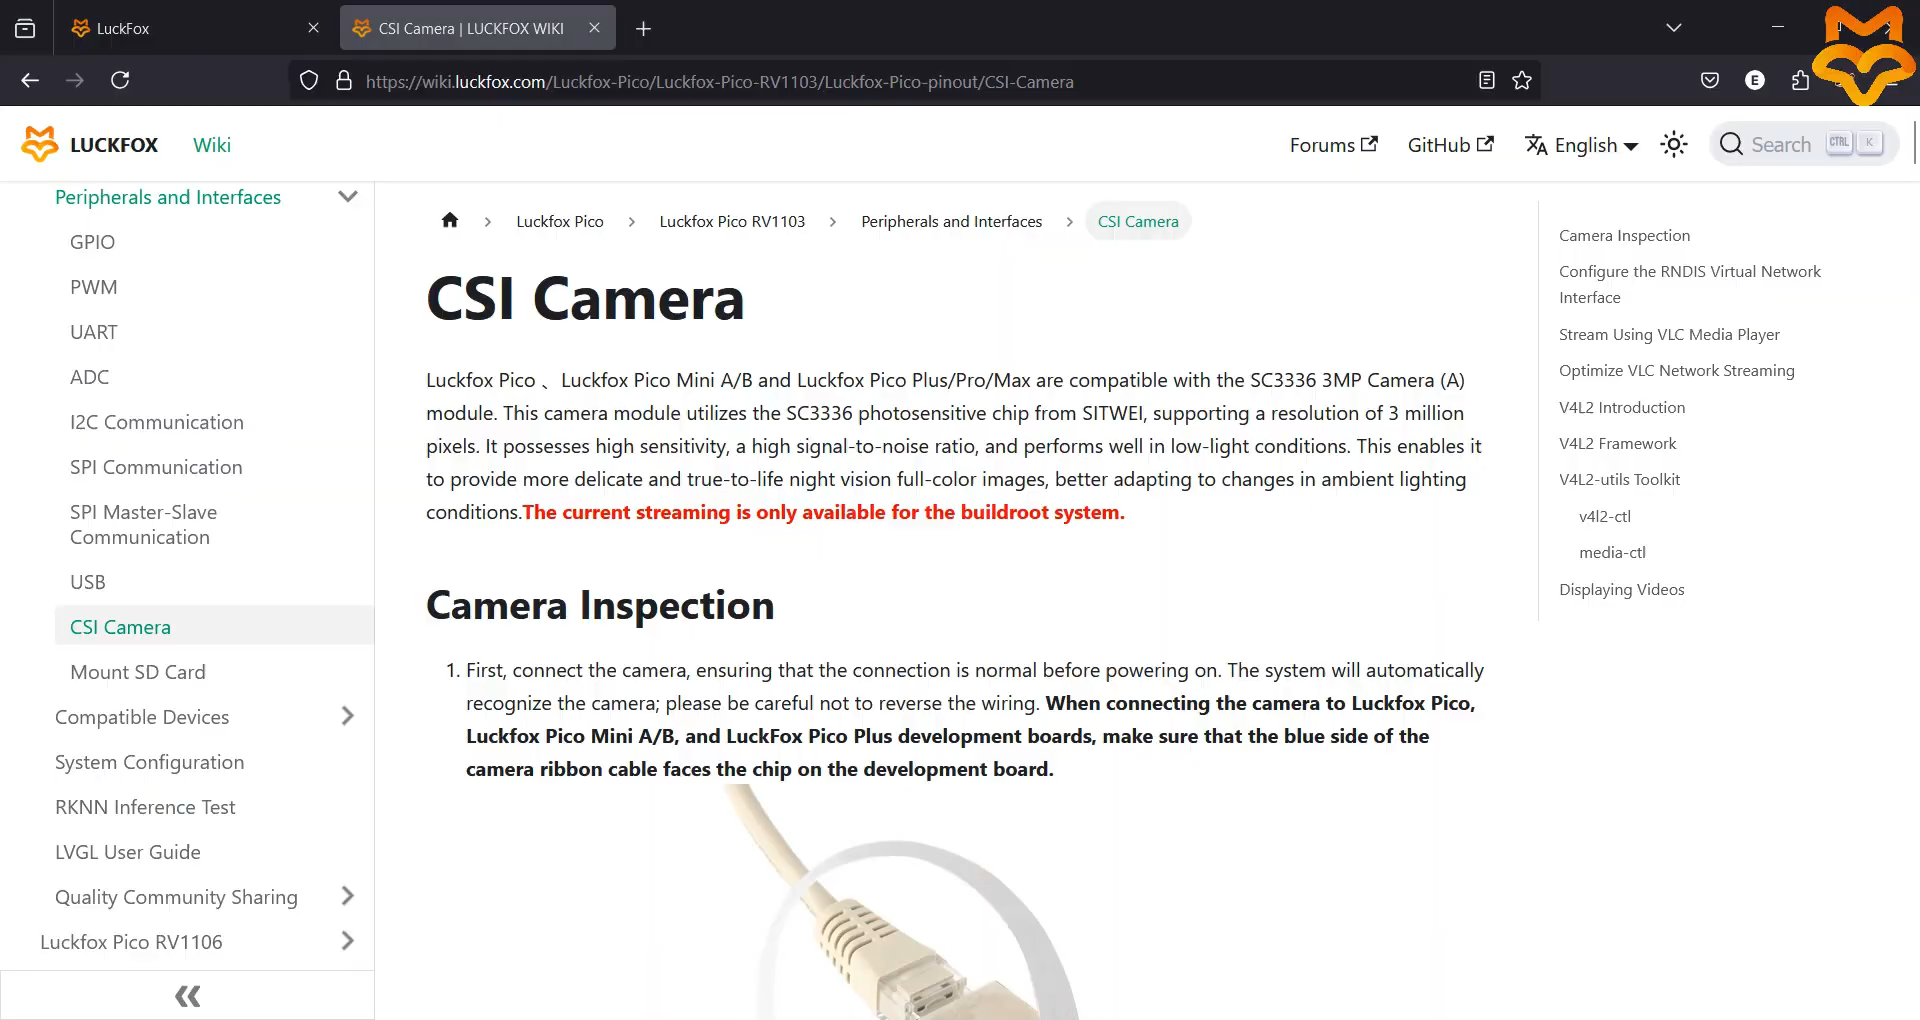 LuckFox
CSI Camera | LUCKFOX WIKI
https://wiki.luckfox.com/Luckfox-Pico/Luckfox-Pico-RV1103/Luckfox-Pico-pinout/CSI-Camera
E
LUCKFOX
Wiki
Forums
GitHub
English
Search
CTRL
K
Peripherals and Interfaces
GPIO
PWM
UART
ADC
I2C Communication
SPI Communication
SPI Master-Slave
Communication
USB
CSI Camera
Mount SD Card
Compatible Devices
System Configuration
RKNN Inference Test
LVGL User Guide
Quality Community Sharing
Luckfox Pico RV1106
Luckfox Pico
Luckfox Pico RV1103
Peripherals and Interfaces
CSI Camera
CSI Camera
Luckfox Pico 、Luckfox Pico Mini A/B and Luckfox Pico Plus/Pro/Max are compatible with the SC3336 3MP Camera (A)
module. This camera module utilizes the SC3336 photosensitive chip from SITWEI, supporting a resolution of 3 million
pixels. It possesses high sensitivity, a high signal-to-noise ratio, and performs well in low-light conditions. This enables it
to provide more delicate and true-to-life night vision full-color images, better adapting to changes in ambient lighting
conditions.The current streaming is only available for the buildroot system.
Camera Inspection
1. First, connect the camera, ensuring that the connection is normal before powering on. The system will automatically
recognize the camera; please be careful not to reverse the wiring. When connecting the camera to Luckfox Pico,
Luckfox Pico Mini A/B, and LuckFox Pico Plus development boards, make sure that the blue side of the
camera ribbon cable faces the chip on the development board.
Camera Inspection
Configure the RNDIS Virtual Network
Interface
Stream Using VLC Media Player
Optimize VLC Network Streaming
V4L2 Introduction
V4L2 Framework
V4L2-utils Toolkit
v4l2-ctl
media-ctl
Displaying Videos